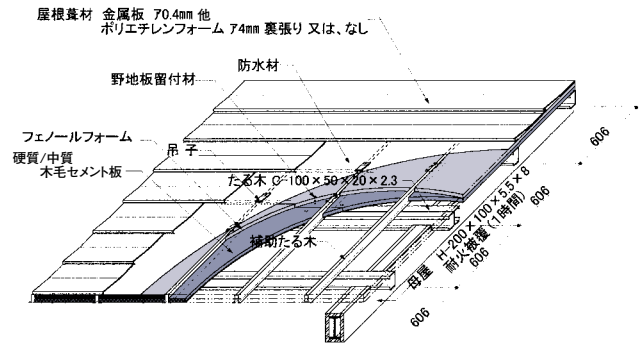 屋根葺材 金属板 ア0.4mm 他
ポリエチレンフォーム ア4mm 裏張り 又は、なし
防水材
野地板留付材
フェノールフォーム
吊子
硬質/中質
木毛セメント板
たる木 C-100×50×20×2.3
補助たる木
母屋 H-200×100×5.5×8
耐火被覆(1時間)
606
606
606
606